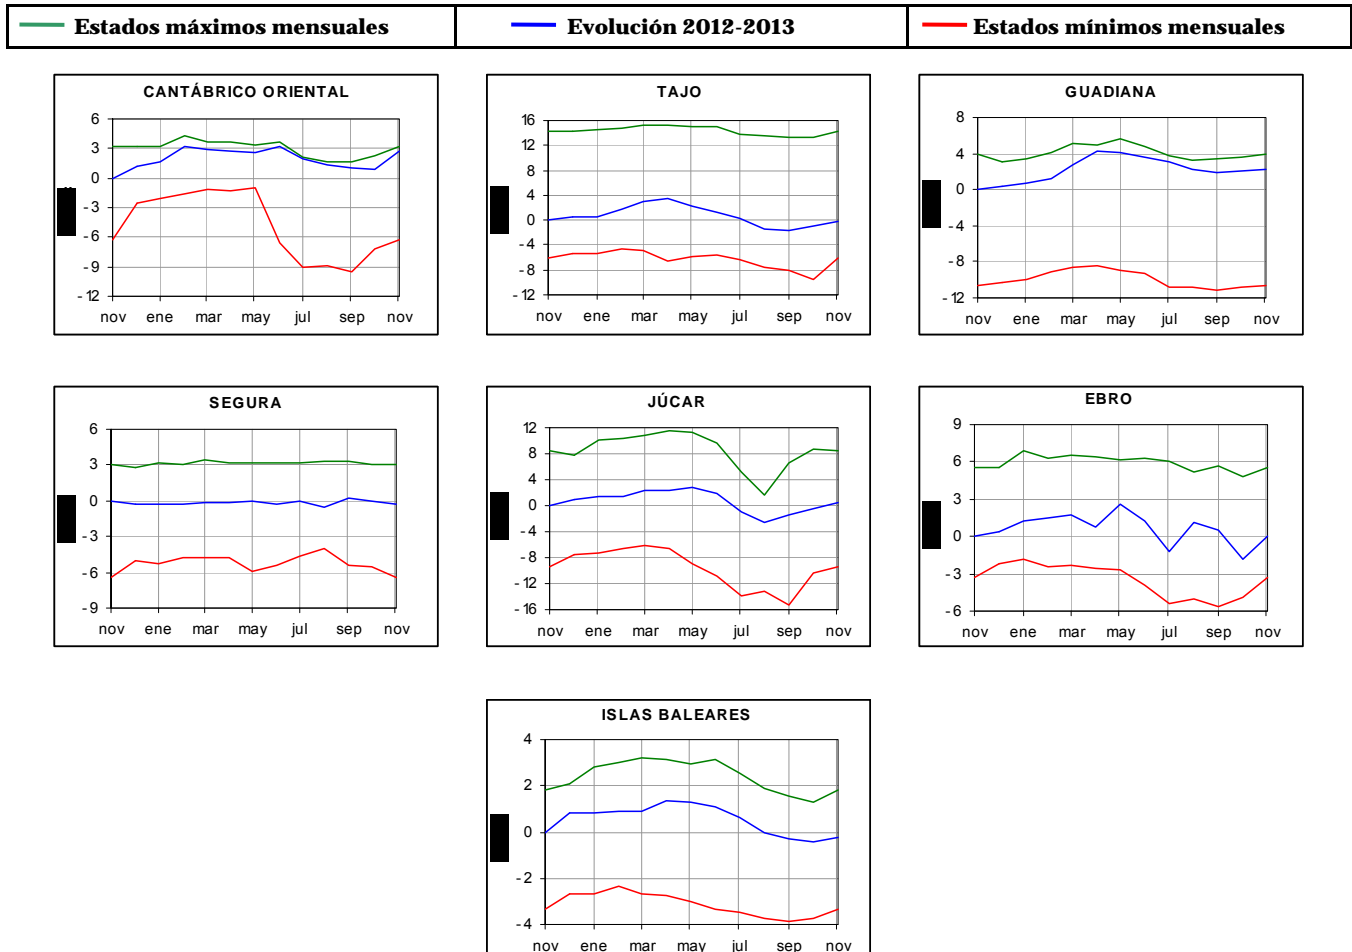 Estados máximos mensuales
Evolución 2012-2013
Estados mínimos mensuales
CANTÁBRICO ORIENTAL
6
3
0
-3
-6
-9
-12
nov ene mar may jul sep nov
TAJO
16
12
8
4
0
-4
-8
-12
nov ene mar may jul sep nov
GUADIANA
8
4
0
-4
-8
-12
nov ene mar may jul sep nov
SEGURA
6
3
0
-3
-6
-9
nov ene mar may jul sep nov
JÚCAR
12
8
4
0
-4
-8
-12
-16
nov ene mar may jul sep nov
EBRO
9
6
3
0
-3
-6
nov ene mar may jul sep nov
ISLAS BALEARES
4
2
0
-2
-4
nov ene mar may jul sep nov